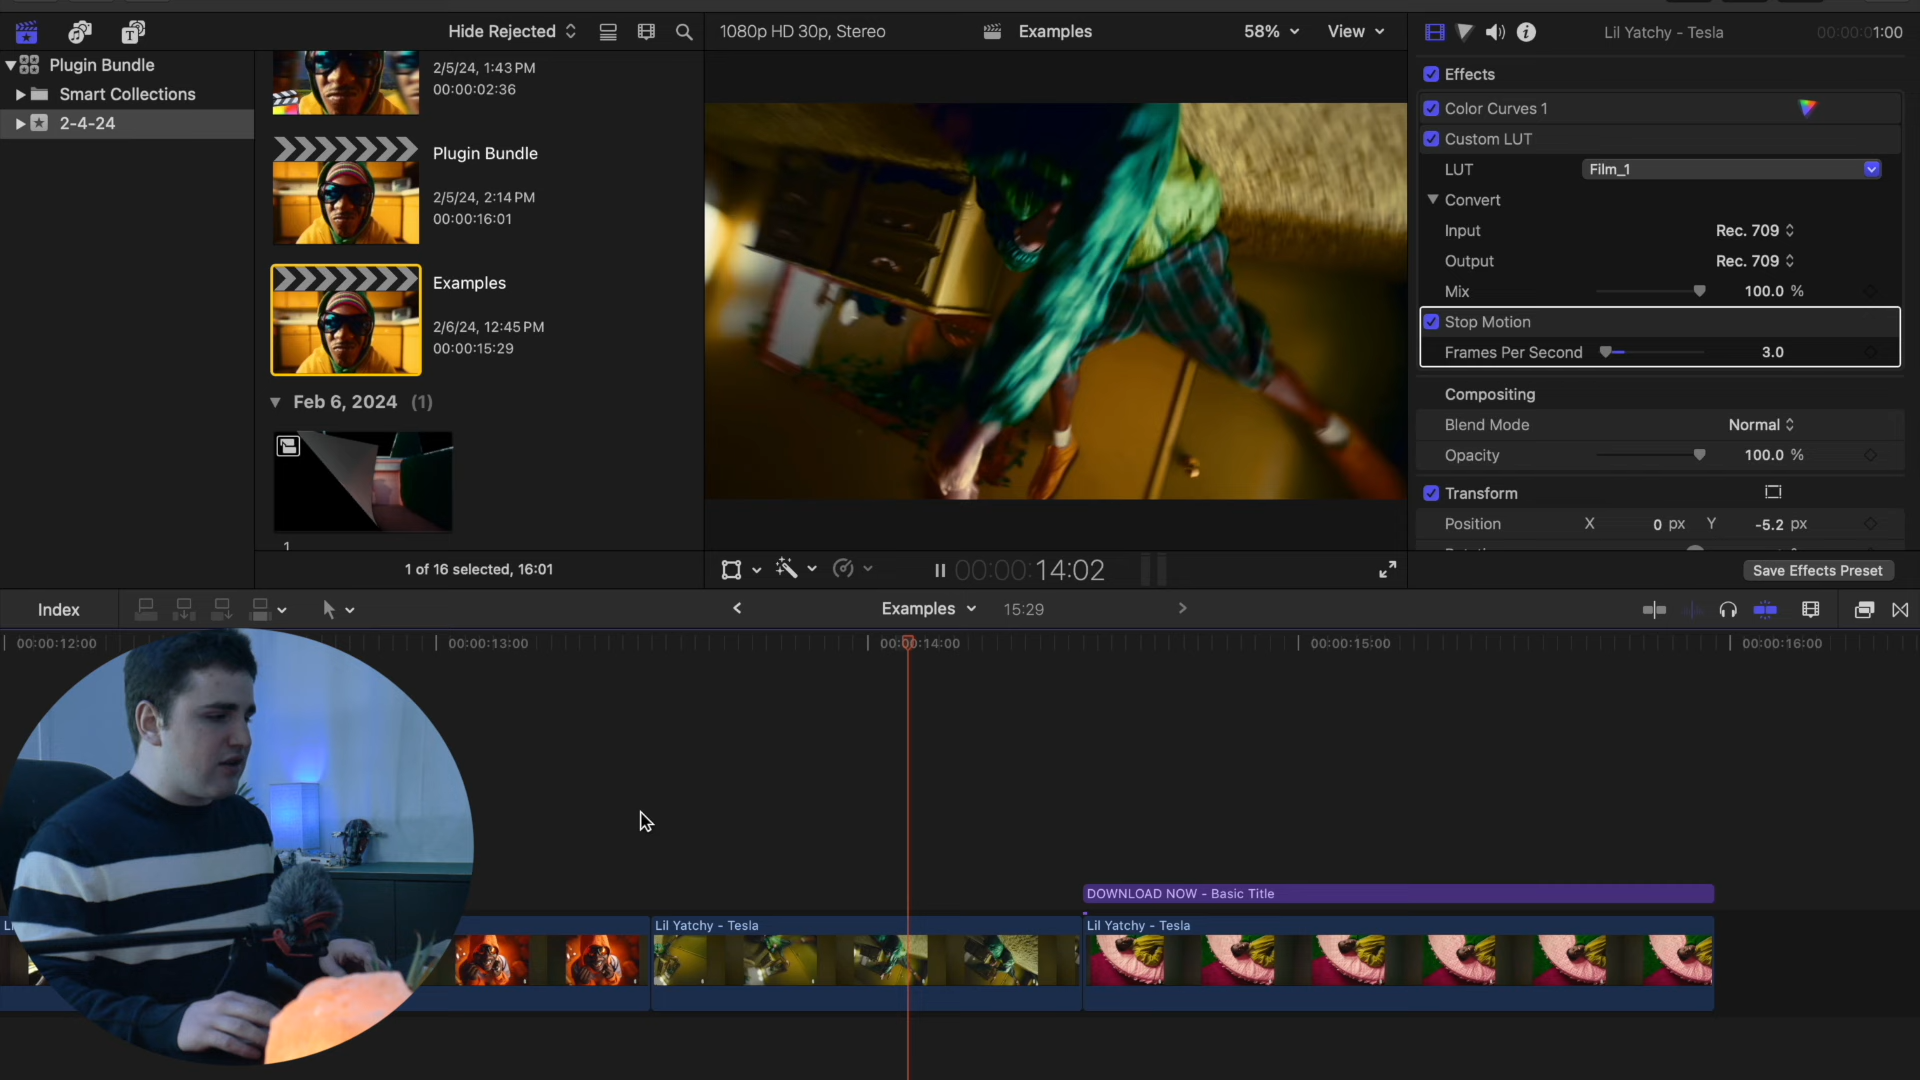 Hide Rejected
1080p HD 30p, Stereo
Examples
58%
View
Lil Yatchy - Tesla
00:00:01:00
Plugin Bundle
Smart Collections
2-4-24
2/5/24, 1:43 PM
00:00:02:36
Plugin Bundle
2/5/24, 2:14 PM
00:00:16:01
Examples
2/6/24, 12:45 PM
00:00:15:29
Feb 6, 2024 (1)
1
1 of 16 selected, 16:01
00:00:14:02
Effects
Color Curves 1
Custom LUT
LUT Film_1
Convert
Input Rec. 709
Output Rec. 709
Mix 100.0 %
Stop Motion
Frames Per Second 3.0
Compositing
Blend Mode Normal
Opacity 100.0 %
Transform
Position X 0 px Y -5.2 px
Save Effects Preset
Index
Examples
15:29
00:00:12:00
00:00:13:00
00:00:14:00
00:00:15:00
00:00:16:00
DOWNLOAD NOW - Basic Title
Lil Yatchy - Tesla
Lil Yatchy - Tesla